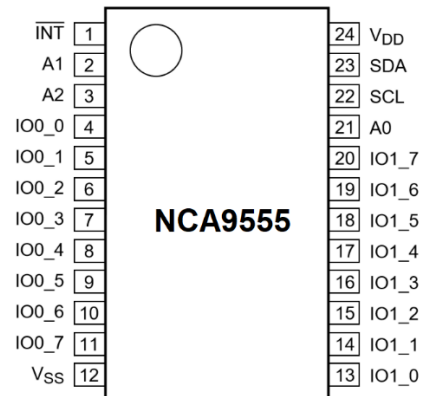 INT 1 24 VDD
A1 2 23 SDA
A2 3 22 SCL
IO0_0 4 21 A0
IO0_1 5 20 IO1_7
IO0_2 6 19 IO1_6
IO0_3 7 NCA9555 18 IO1_5
IO0_4 8 17 IO1_4
IO0_5 9 16 IO1_3
IO0_6 10 15 IO1_2
IO0_7 11 14 IO1_1
VSS 12 13 IO1_0